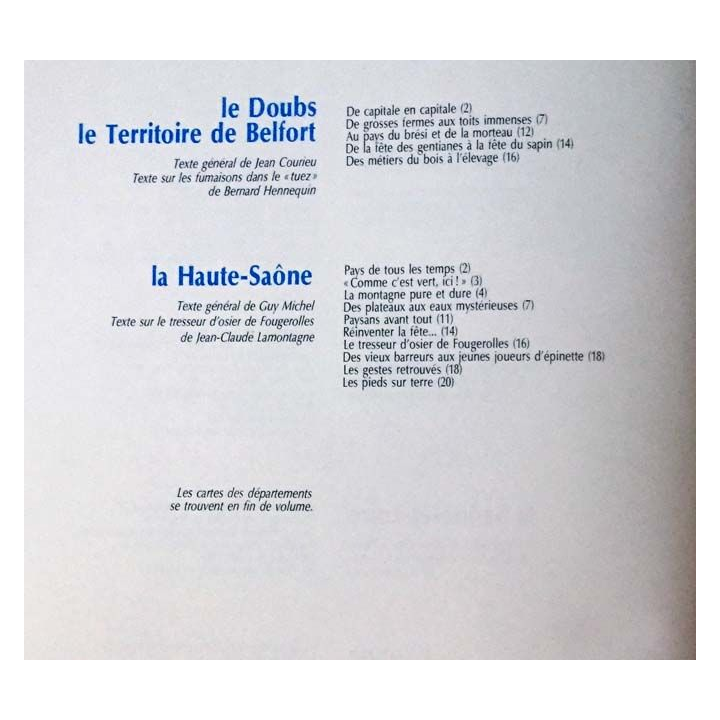 le Doubs
le Territoire de Belfort
Texte général de Jean Courieu
Texte sur les fumaisons dans le «tuez»
de Bernard Hennequin
De capitale en capitale (2)
De grosses fermes aux toits immenses (7)
Au pays du brési et de la morteau (12)
De la fête des gentianes à la fête du sapin (14)
Des métiers du bois à l'élevage (16)
la Haute-Saône
Texte général de Guy Michel
Texte sur le tresseur d'osier de Fougerolles
de Jean-Claude Lamontagne
Pays de tous les temps (2)
«Comme c'est vert, ici!» (3)
La montagne pure et dure (4)
Des plateaux aux eaux mystérieuses (7)
Paysans avant tout (11)
Réinventer la fête... (14)
Le tresseur d'osier de Fougerolles (16)
Des vieux barreurs aux jeunes joueurs d'épinette (18)
Les gestes retrouvés (18)
Les pieds sur terre (20)
Les cartes des départements
se trouvent en fin de volume.